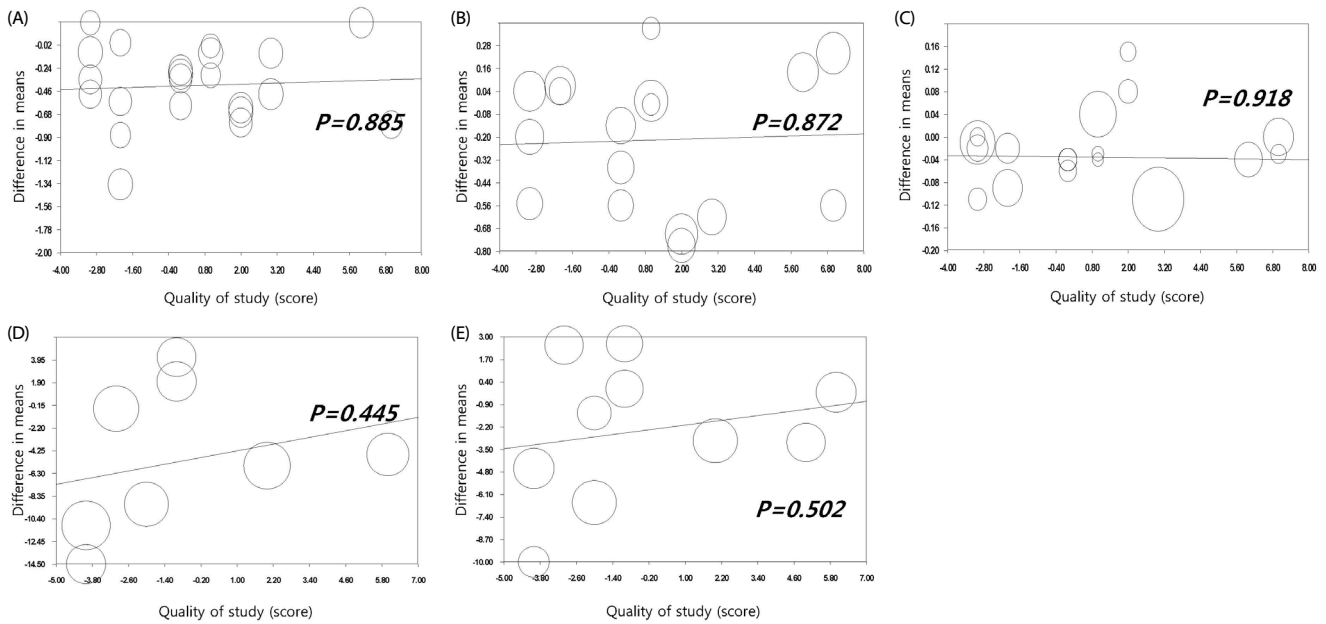 (A)
Difference in means
-0.02
-0.24
-0.46
-0.68
-0.90
-1.12
-1.34
-1.56
-1.78
-2.00
P=0.885
-4.00 -2.80 -1.60 -0.40 0.80 2.00 3.20 4.40 5.60 6.80 8.00
Quality of study (score)
(B)
Difference in means
0.28
0.16
0.04
-0.08
-0.20
-0.32
-0.44
-0.56
-0.68
-0.80
P=0.872
-4.00 -2.80 -1.60 -0.40 0.80 2.00 3.20 4.40 5.60 6.80 8.00
Quality of study (score)
(C)
Difference in means
0.16
0.12
0.08
0.04
0.00
-0.04
-0.08
-0.12
-0.16
-0.20
P=0.918
-4.00 -2.80 -1.60 -0.40 0.80 2.00 3.20 4.40 5.60 6.80 8.00
Quality of study (score)
(D)
Difference in means
3.95
1.90
-0.15
-2.20
-4.25
-6.30
-8.35
-10.40
-12.45
-14.50
P=0.445
-5.00 -3.80 -2.60 -1.40 -0.20 1.00 2.20 3.40 4.60 5.80 7.00
Quality of study (score)
(E)
Difference in means
3.00
1.70
0.40
-0.90
-2.20
-3.50
-4.80
-6.10
-7.40
-8.70
-10.00
P=0.502
-5.00 -3.80 -2.60 -1.40 -0.20 1.00 2.20 3.40 4.60 5.80 7.00
Quality of study (score)